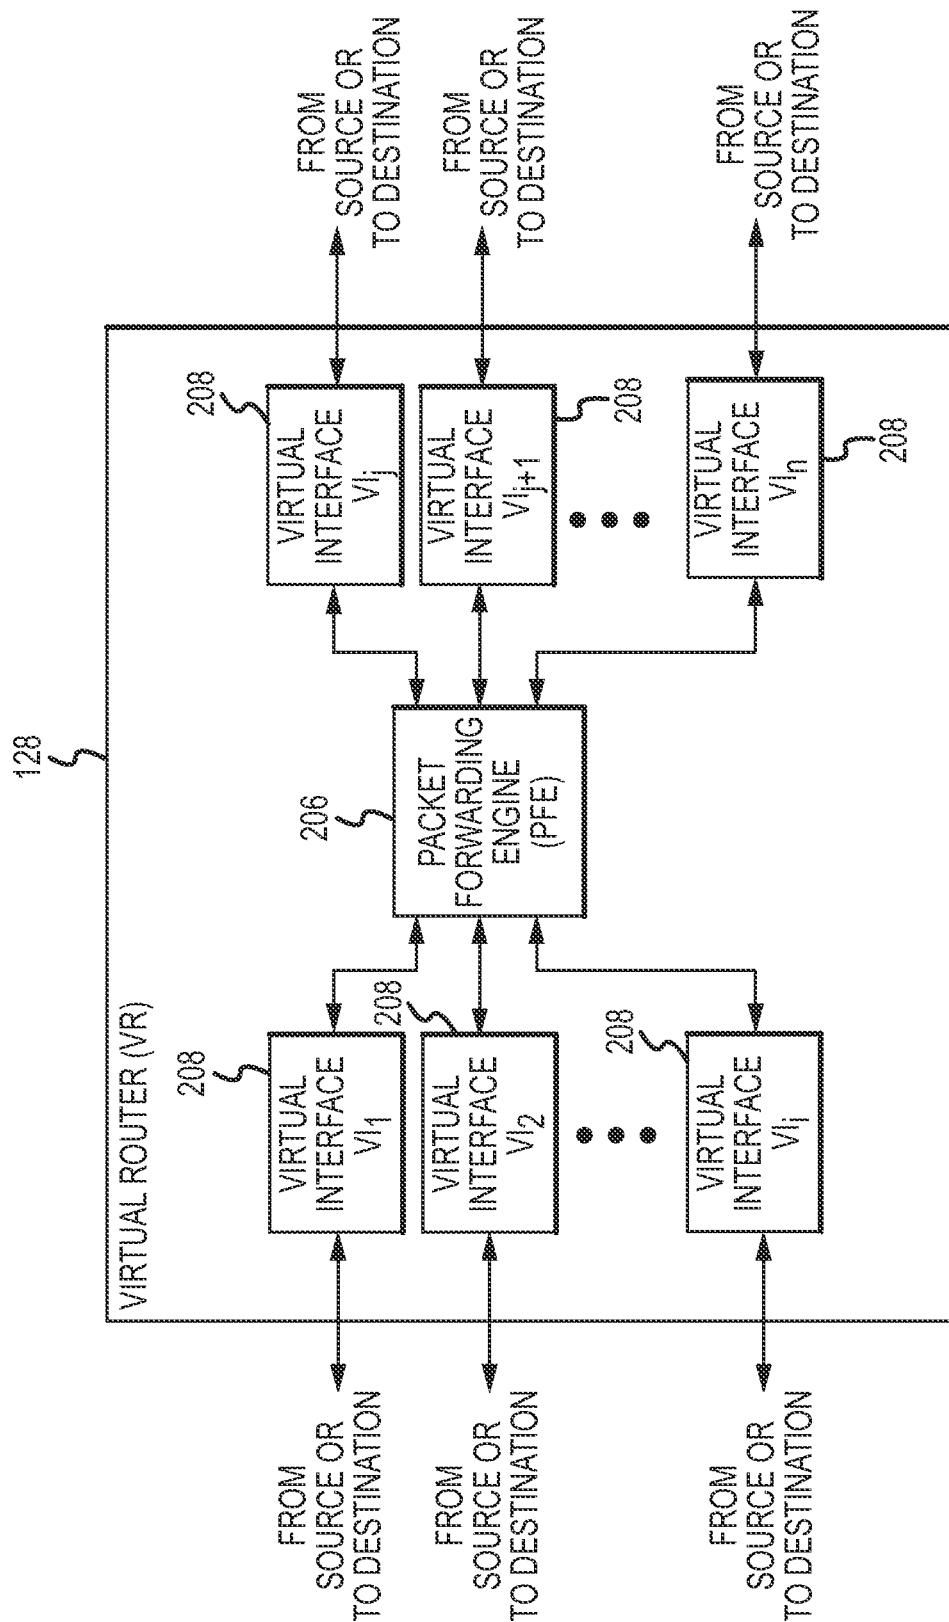 128
VIRTUAL ROUTER (VR)
FROM
SOURCE OR
TO DESTINATION
208
VIRTUAL
INTERFACE
VI1
206
PACKET
FORWARDING
ENGINE
(PFE)
208
VIRTUAL
INTERFACE
VIj
FROM
SOURCE OR
TO DESTINATION
FROM
SOURCE OR
TO DESTINATION
208
VIRTUAL
INTERFACE
VI2
VIRTUAL
INTERFACE
VIj+1
208
FROM
SOURCE OR
TO DESTINATION
FROM
SOURCE OR
TO DESTINATION
208
VIRTUAL
INTERFACE
VIi
VIRTUAL
INTERFACE
VIn
208
FROM
SOURCE OR
TO DESTINATION